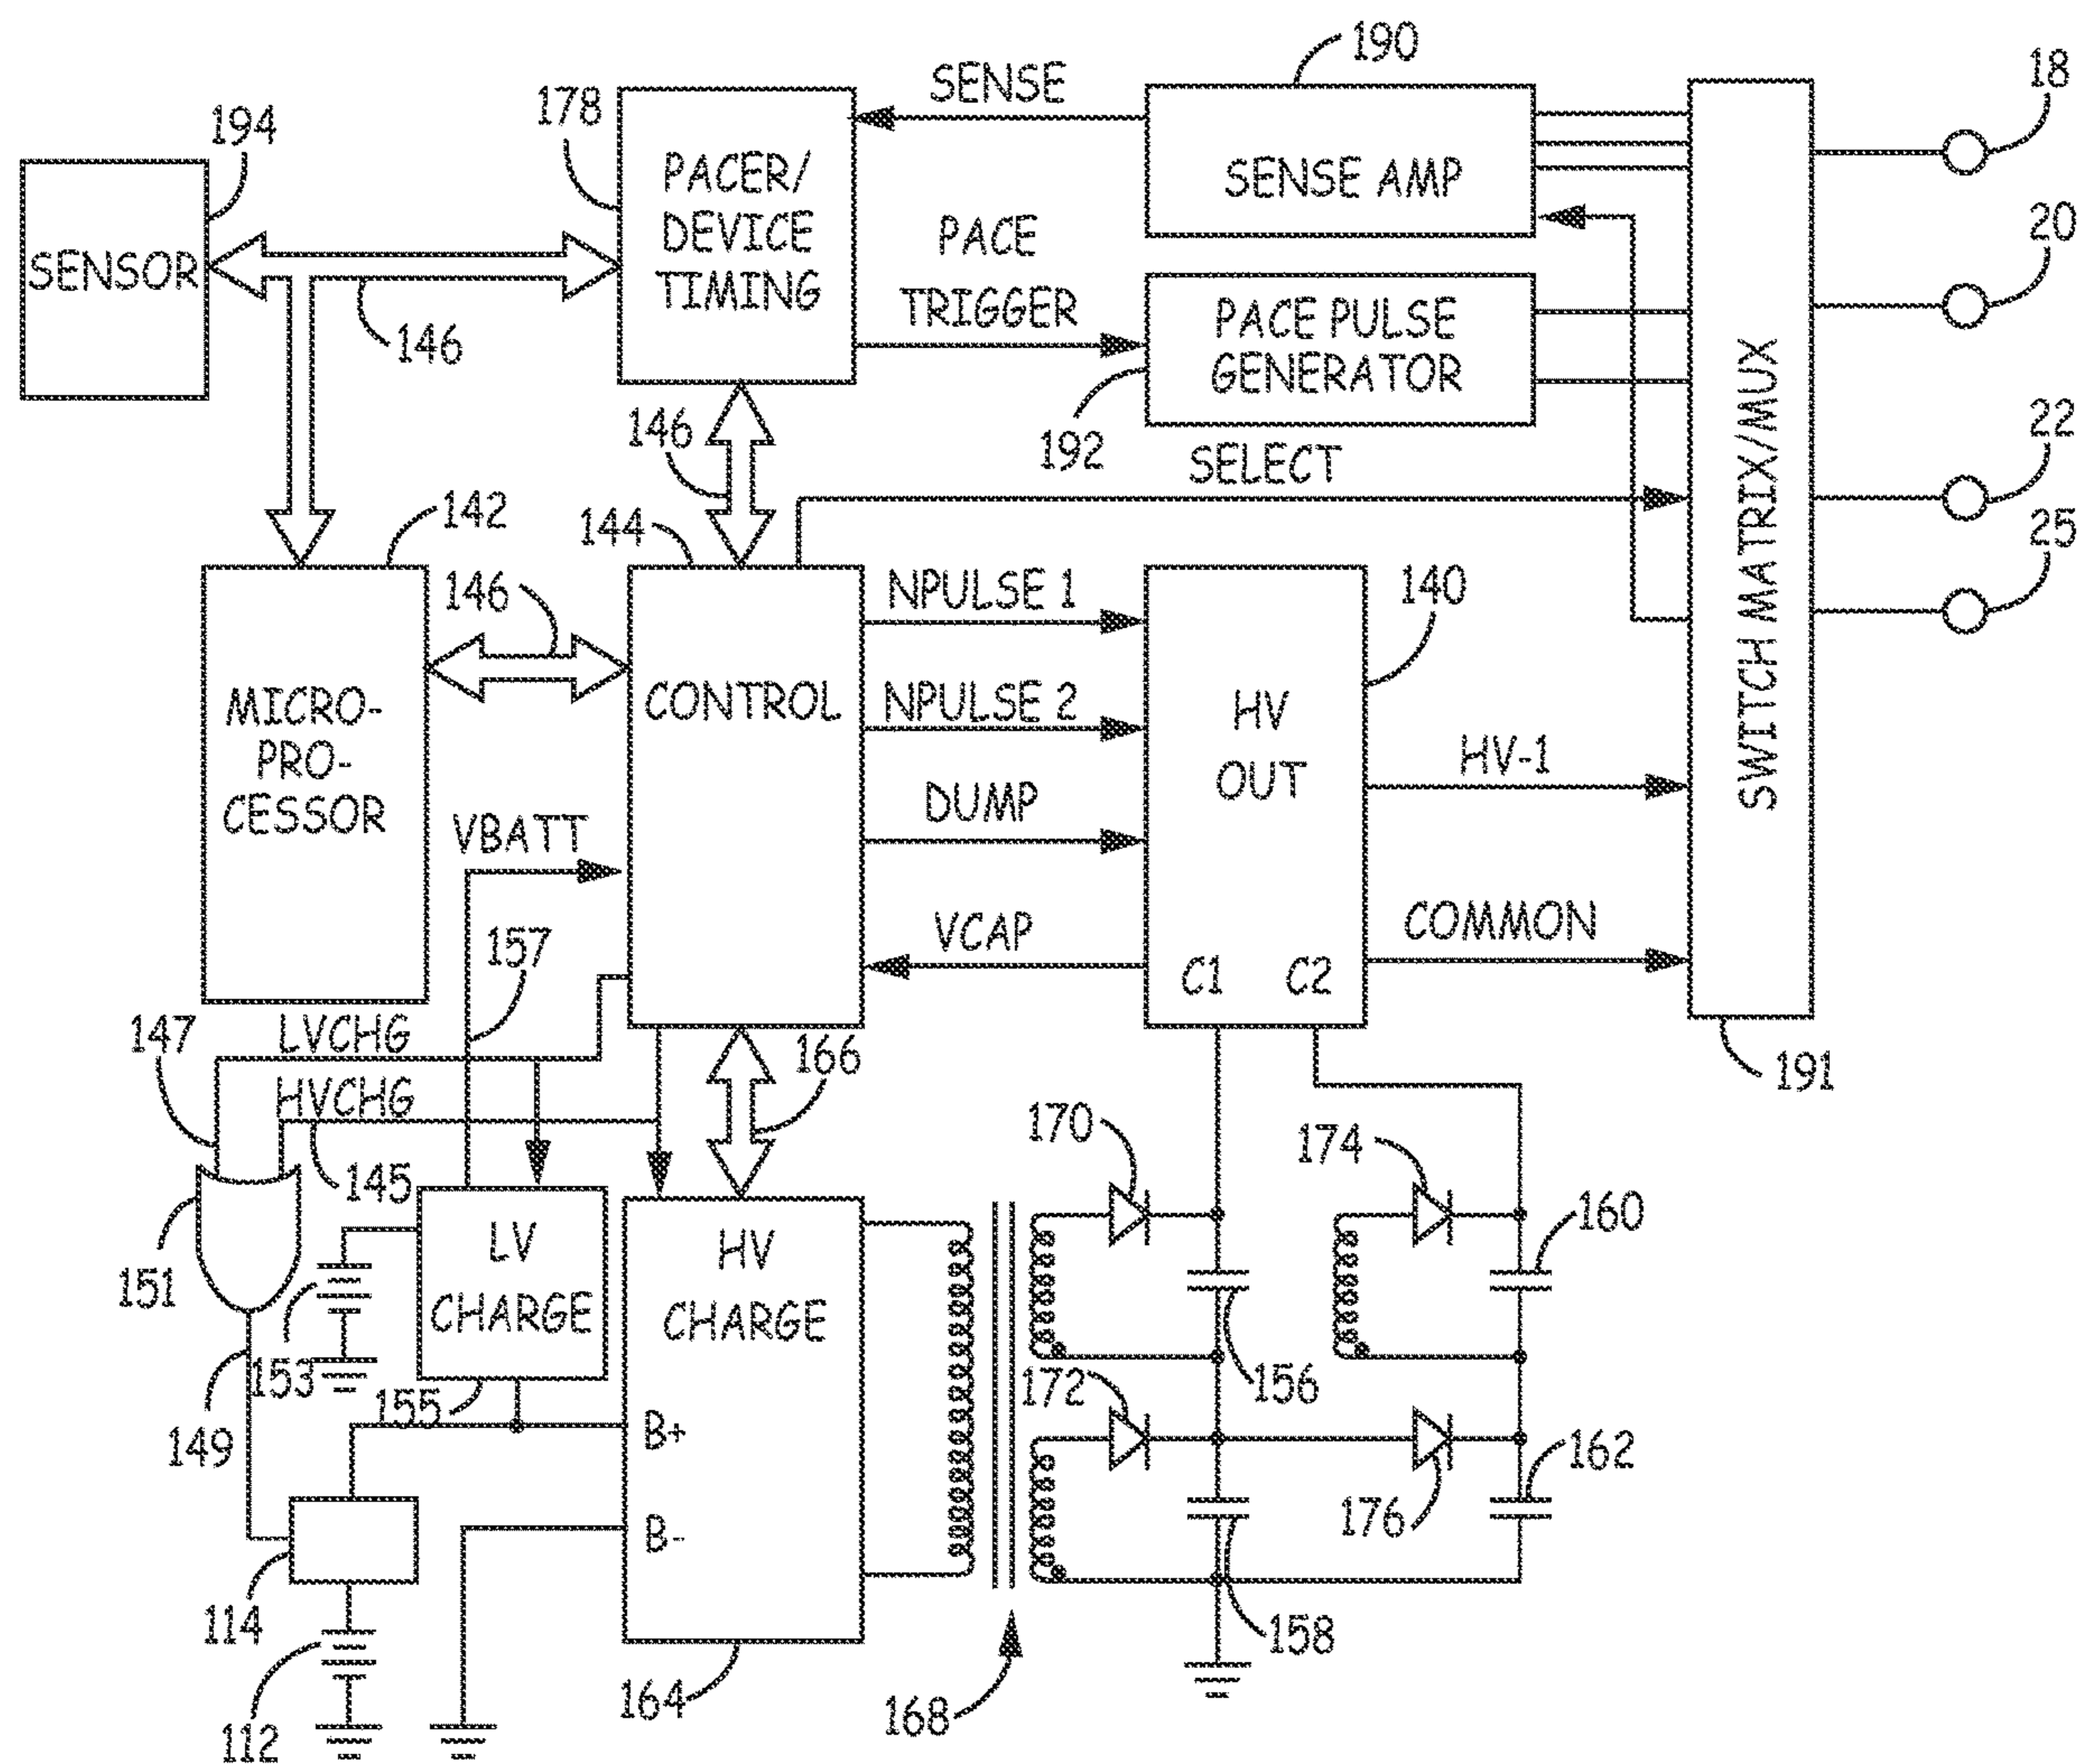 190
18
178
SENSE
194
PACER/
DEVICE
TIMING
SENSE AMP
20
SENSOR
PACE
TRIGGER
PACE PULSE
GENERATOR
146
146
192
SELECT
22
SWITCH MATRIX/MUX
142
144
25
146
NPULSE 1
140
MICRO-
PRO-
CESSOR
CONTROL
NPULSE 2
HV
OUT
HV-1
VBATT
DUMP
157
VCAP
COMMON
C1
C2
147
LVCHG
166
191
HVCHG
170
174
145
151
LV
CHARGE
HV
CHARGE
160
153
155
172
156
149
B+
162
B-
176
114
158
164
168
112